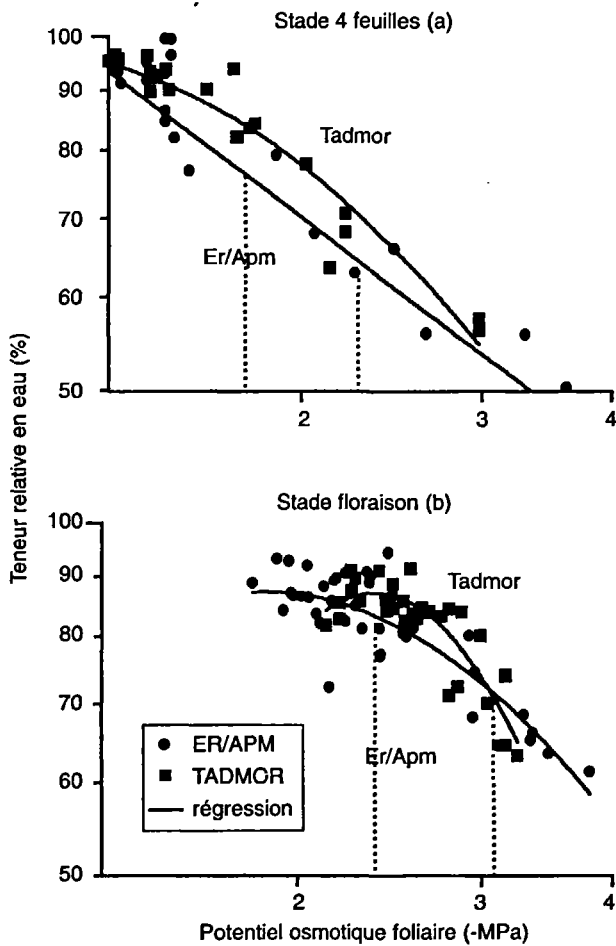 Stade 4 feuilles (a)
100
90
80
70
60
50
Tadmor
Er/Apm
2
3
4
Teneur relative en eau (%)
Stade floraison (b)
100
90
80
70
60
50
Tadmor
Er/Apm
ER/APM
TADMOR
régression
2
3
4
Potentiel osmotique foliaire (-MPa)